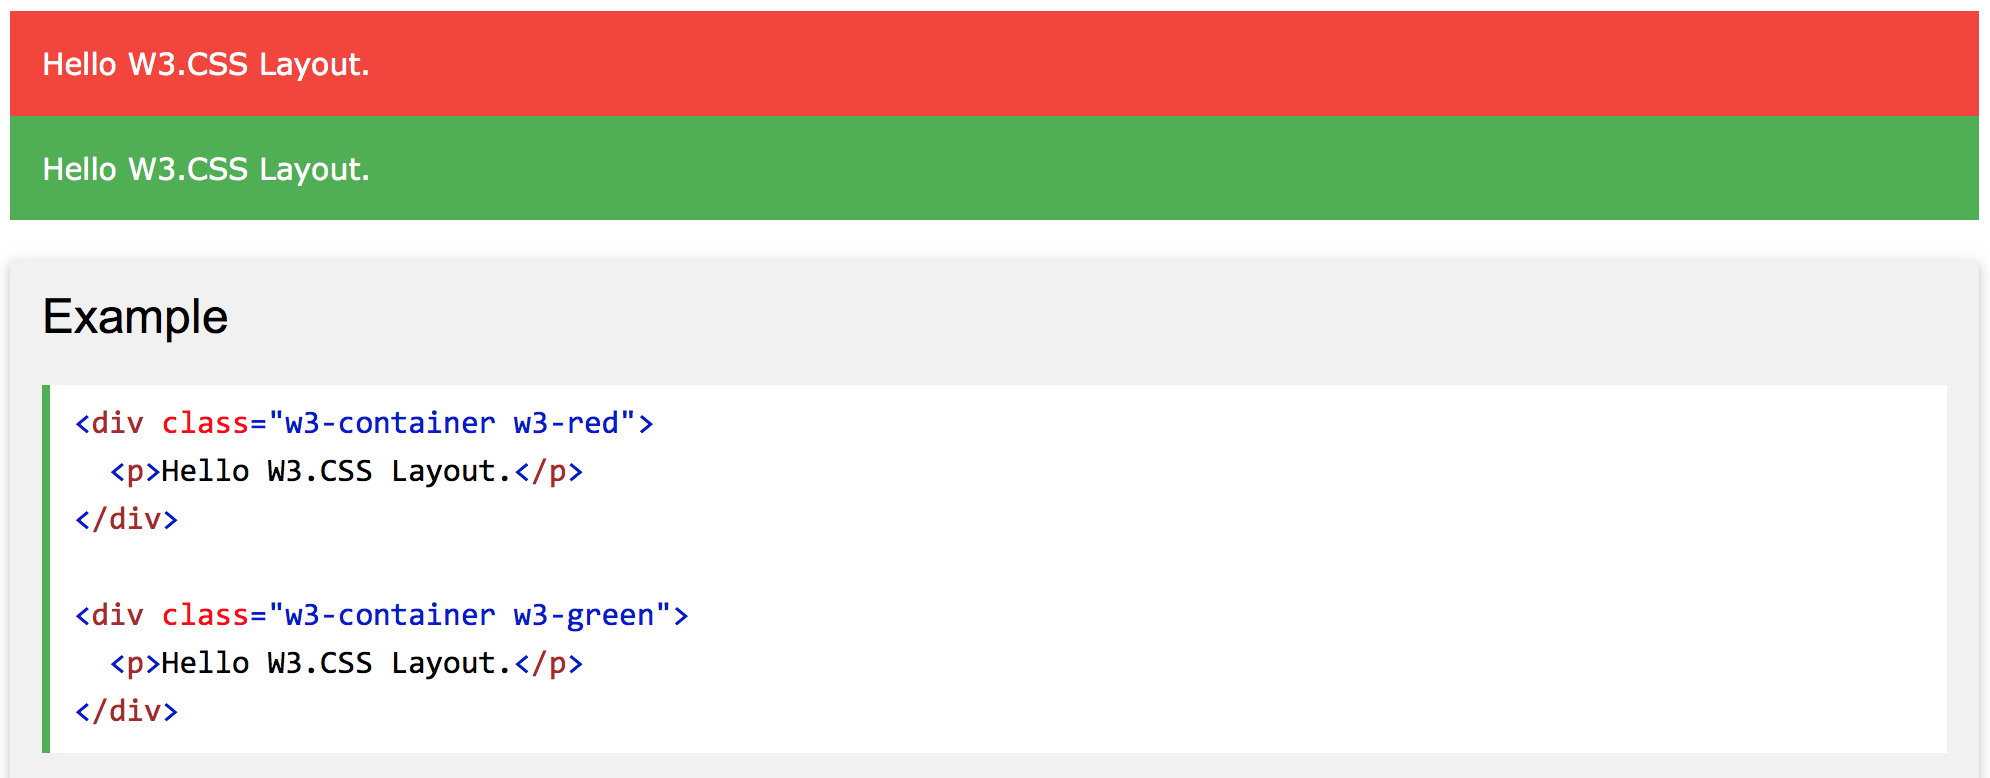 Hello W3.CSS Layout.
Hello W3.CSS Layout.
Example
<div class="w3-container w3-red">
  <p>Hello W3.CSS Layout.</p>
</div>
<div class="w3-container w3-green">
  <p>Hello W3.CSS Layout.</p>
</div>